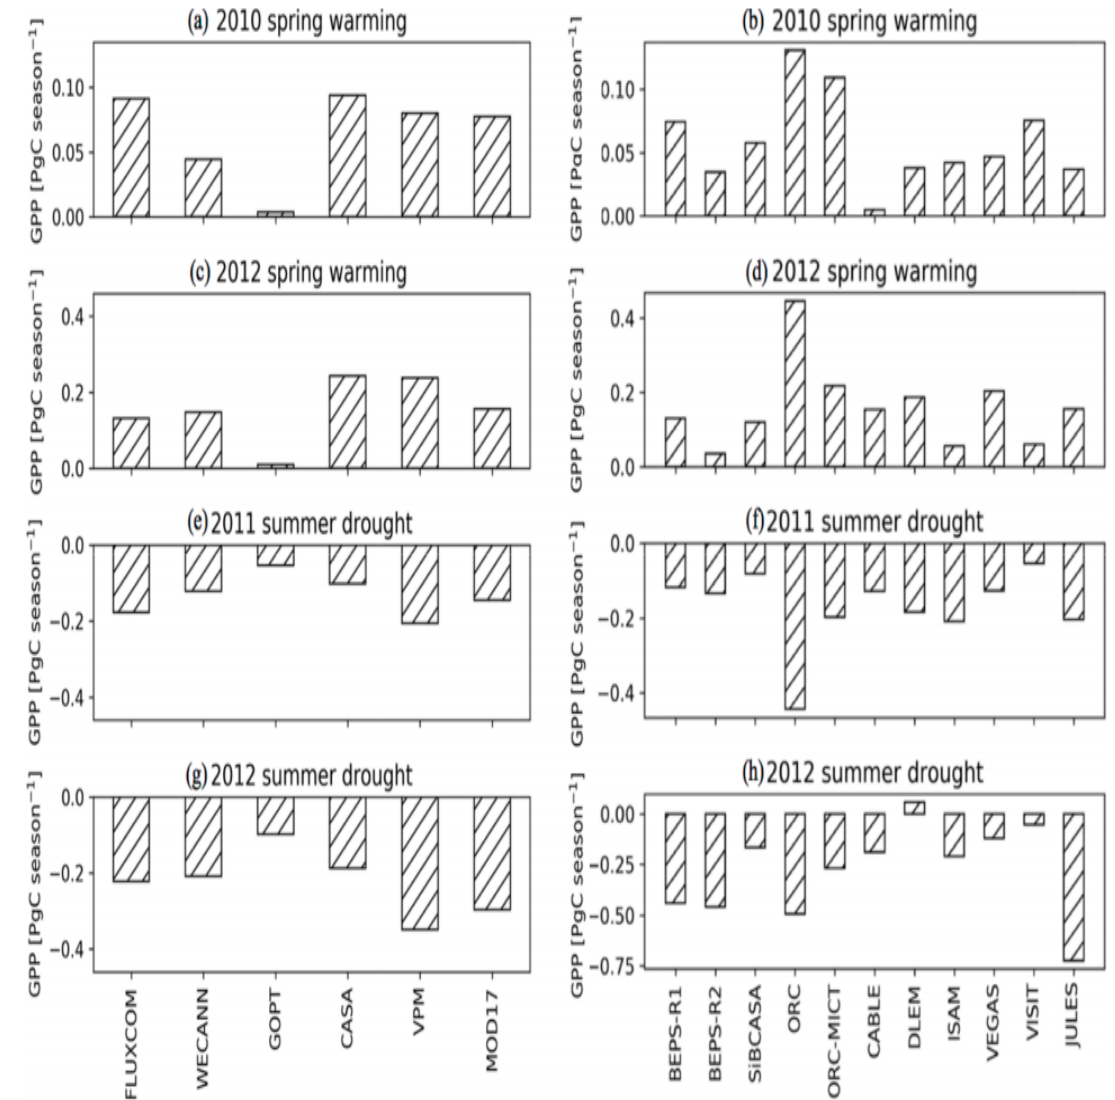 (a) 2010 spring warming
GPP [PgC season⁻¹]
0.10
0.05
0.00
(b) 2010 spring warming
GPP [PaC season⁻¹]
0.10
0.05
0.00
(c) 2012 spring warming
GPP [PgC season⁻¹]
0.4
0.2
0.0
(d) 2012 spring warming
GPP [PgC season⁻¹]
0.4
0.2
0.0
(e) 2011 summer drought
GPP [PgC season⁻¹]
0.0
−0.2
−0.4
(f) 2011 summer drought
GPP [PgC season⁻¹]
0.0
−0.2
−0.4
(g) 2012 summer drought
GPP [PgC season⁻¹]
0.0
−0.2
−0.4
FLUXCOM
WECANN
GOPT
CASA
VPM
MOD17
(h) 2012 summer drought
GPP [PgC season⁻¹]
0.00
−0.25
−0.50
−0.75
BEPS-R1
BEPS-R2
SiBCASA
ORC
ORC-MICT
CABLE
DLEM
ISAM
VEGAS
VISIT
JULES